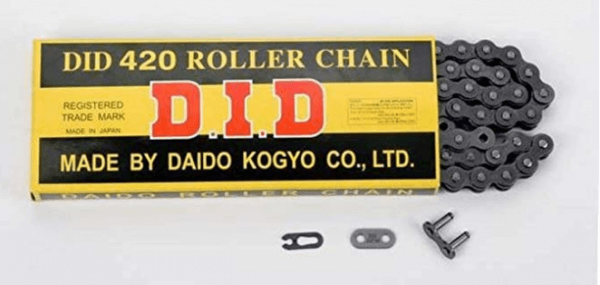 DID 420 ROLLER CHAIN
REGISTERED
TRADE MARK
MADE IN JAPAN
D.I.D
MADE BY DAIDO KOGYO CO., LTD.
DAIDO ROLLER CHAIN